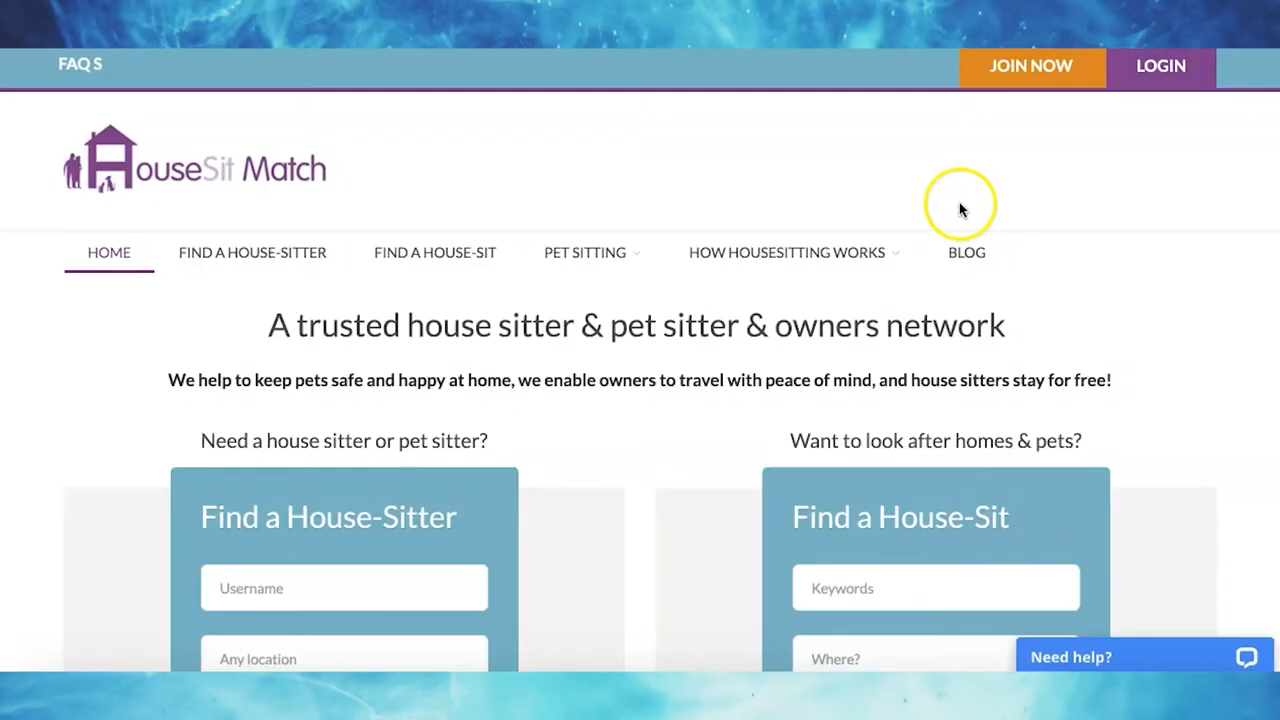 FAQ S
JOIN NOW
LOGIN
HouseSit Match
HOME
FIND A HOUSE-SITTER
FIND A HOUSE-SIT
PET SITTING
HOW HOUSESITTING WORKS
BLOG
A trusted house sitter & pet sitter & owners network
We help to keep pets safe and happy at home, we enable owners to travel with peace of mind, and house sitters stay for free!
Need a house sitter or pet sitter?
Find a House-Sitter
Username
Any location
Want to look after homes & pets?
Find a House-Sit
Keywords
Where?
Need help?